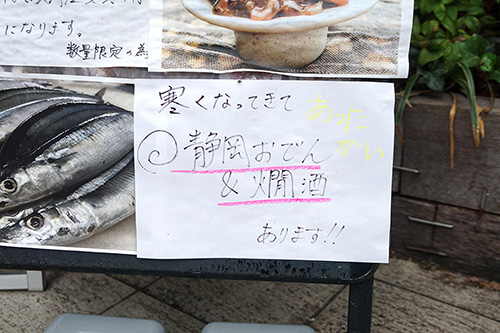 になります。
数量限定の為
寒くなってきて
あったかい
静岡おでん
&燗酒
あります!!